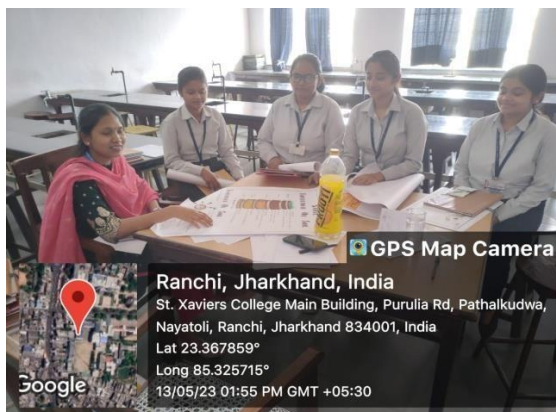 GPS Map Camera
Ranchi, Jharkhand, India
St. Xaviers College Main Building, Purulia Rd, Pathalkudwa,
Nayatoli, Ranchi, Jharkhand 834001, India
Lat 23.367859°
Long 85.325715°
13/05/23 01:55 PM GMT +05:30
Google